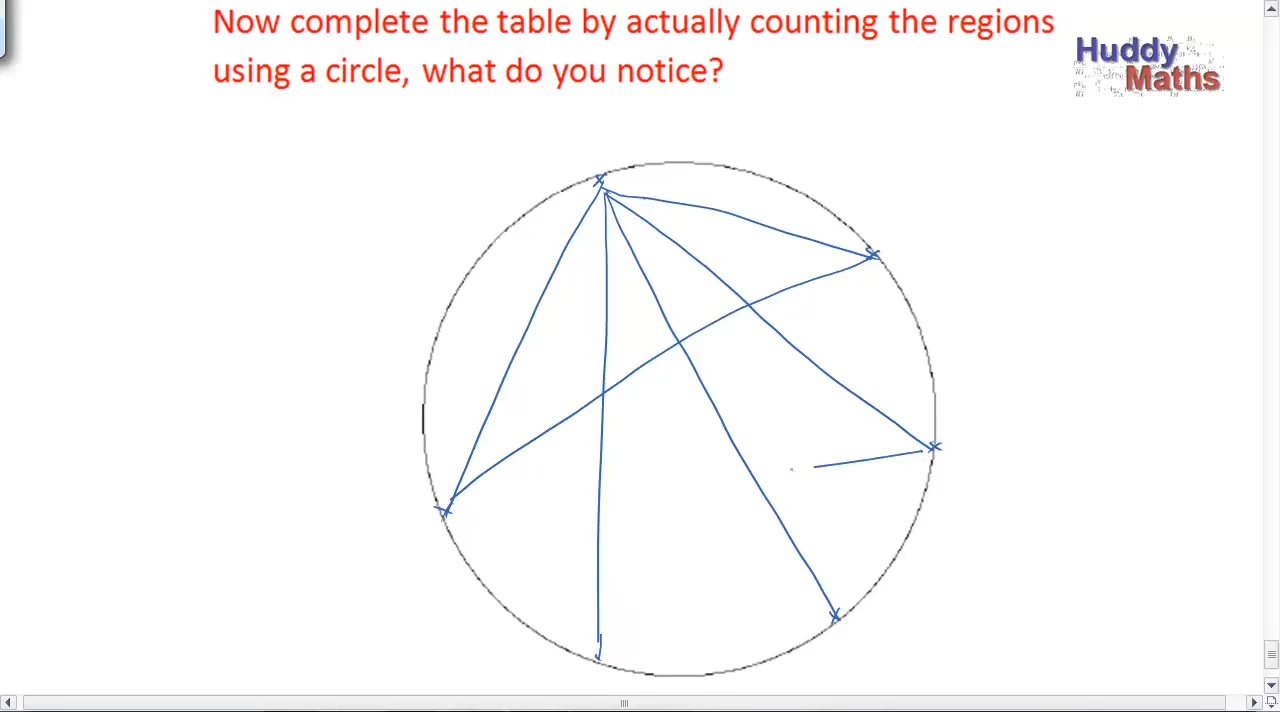 Now complete the table by actually counting the regions
using a circle, what do you notice?
Huddy
Maths